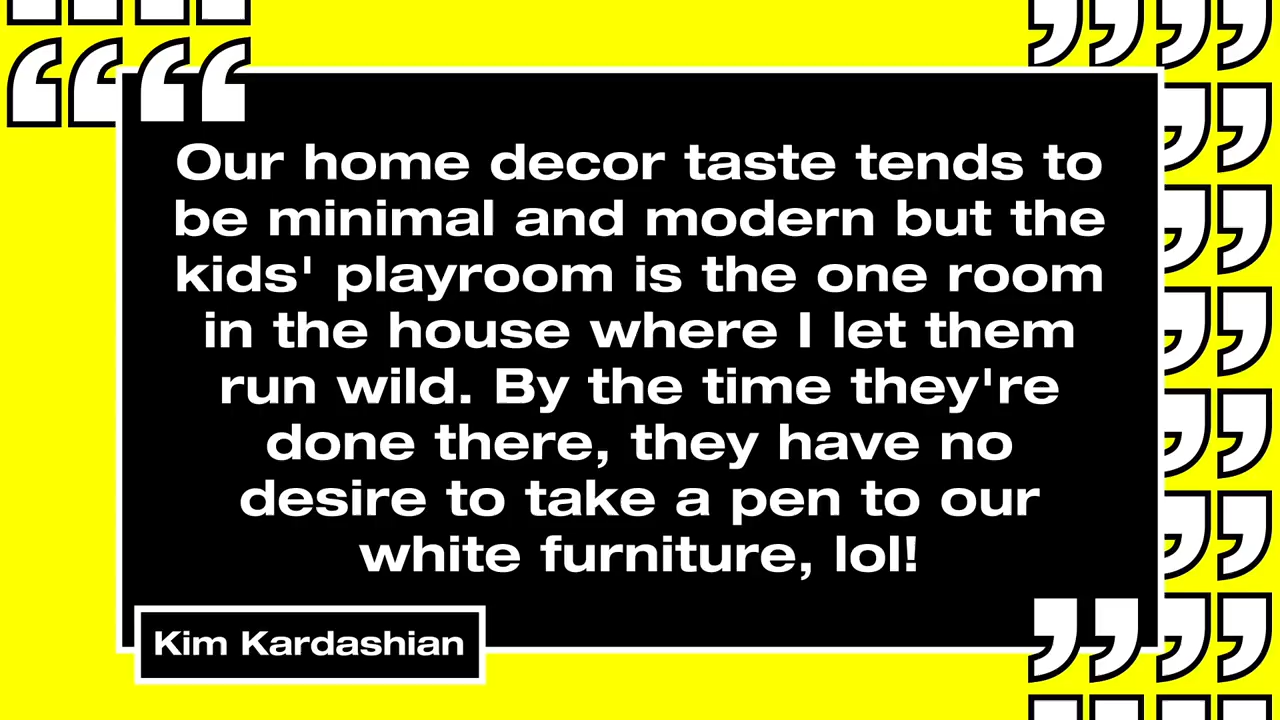 Our home decor taste tends to
be minimal and modern but the
kids' playroom is the one room
in the house where I let them
run wild. By the time they're
done there, they have no
desire to take a pen to our
white furniture, lol!
Kim Kardashian